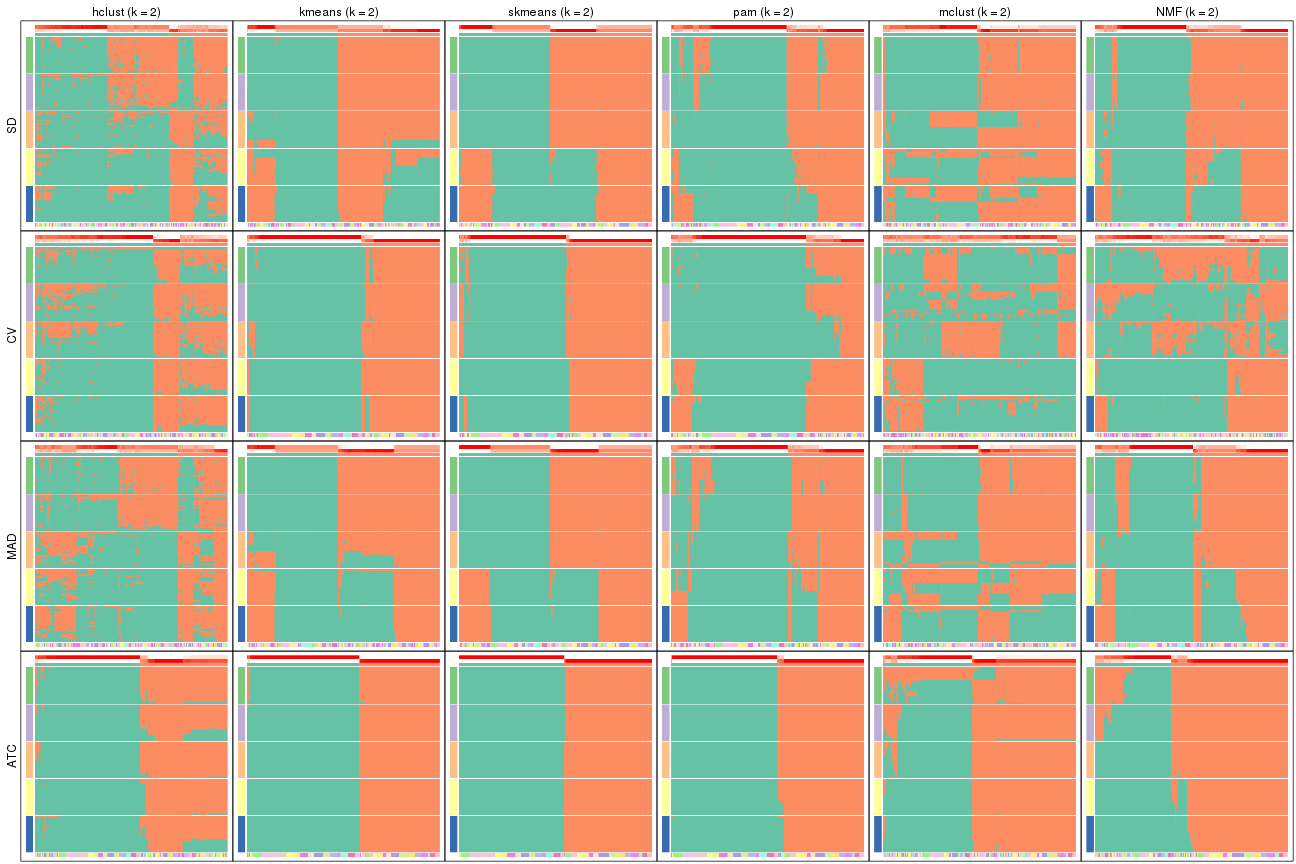 hclust (k = 2) kmeans (k = 2) skmeans (k = 2) pam (k = 2) mclust (k = 2) NMF (k = 2)
SD
CV
MAD
ATC